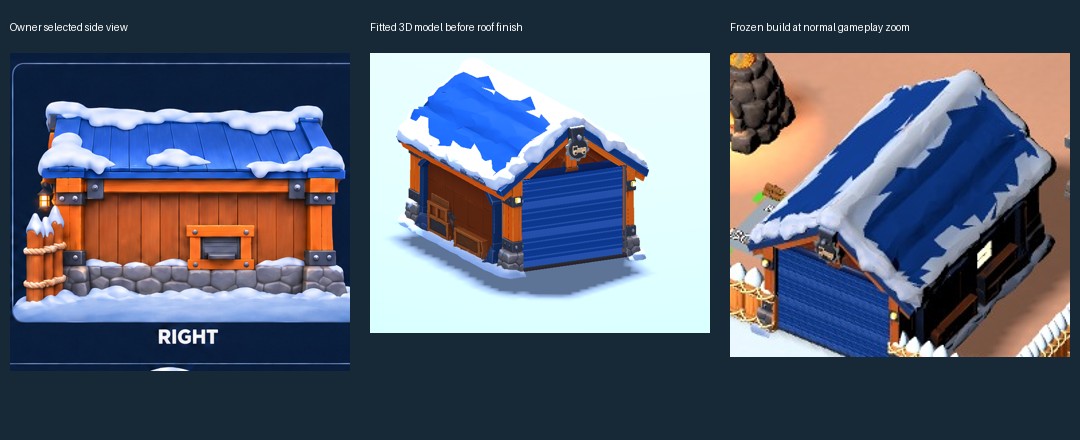 Owner selected side view
Fitted 3D model before roof finish
Frozen build at normal gameplay zoom
RIGHT